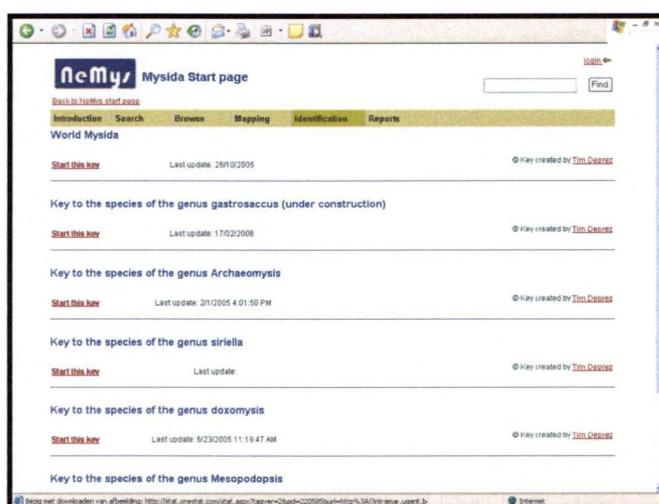 login
NeMys Mysida Start page
Find
Back to NeMys start page
Introduction Search Browse Mapping Identification Reports
World Mysida
Start this key Last update: 26/10/2005 © Key created by Tim Deprez
Key to the species of the genus gastrosaccus (under construction)
Start this key Last update: 17/02/2006 © Key created by Tim Deprez
Key to the species of the genus Archaeomysis
Start this key Last update: 2/1/2005 4:01:50 PM © Key created by Tim Deprez
Key to the species of the genus siriella
Start this key Last update: © Key created by Tim Deprez
Key to the species of the genus doxomysis
Start this key Last update: 6/23/2005 11:19:47 AM © Key created by Tim Deprez
Key to the species of the genus Mesopodopsis
Bezig met downloaden van afbeelding: Internet